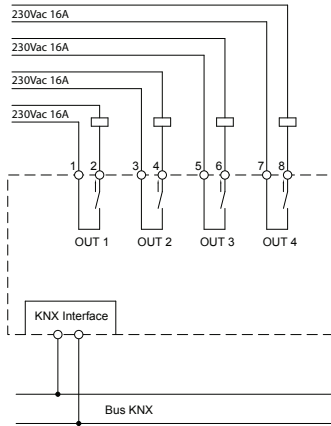 230Vac 16A
230Vac 16A
230Vac 16A
230Vac 16A
1 2 3 4 5 6 7 8
OUT 1 OUT 2 OUT 3 OUT 4
KNX Interface
Bus KNX